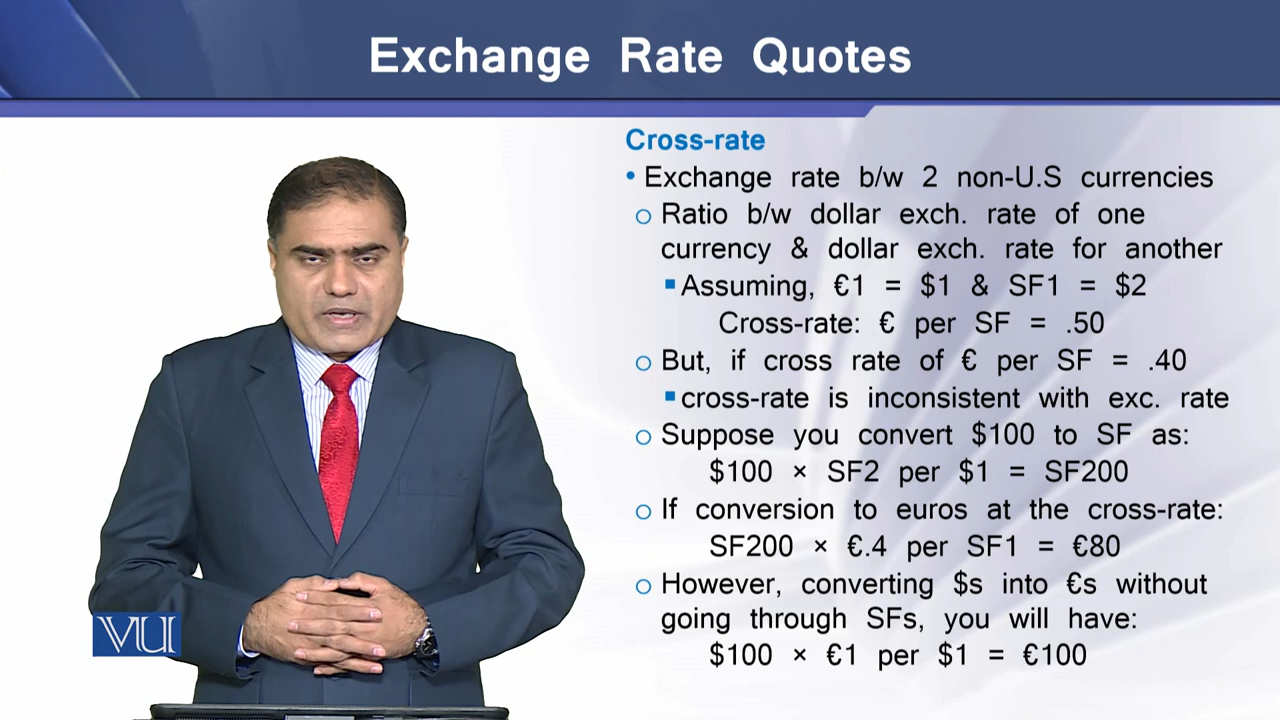 Exchange Rate Quotes
Cross-rate
• Exchange rate b/w 2 non-U.S currencies
o Ratio b/w dollar exch. rate of one
currency & dollar exch. rate for another
▪ Assuming, €1 = $1 & SF1 = $2
Cross-rate: € per SF = .50
o But, if cross rate of € per SF = .40
▪ cross-rate is inconsistent with exc. rate
o Suppose you convert $100 to SF as:
$100 × SF2 per $1 = SF200
o If conversion to euros at the cross-rate:
SF200 × €.4 per SF1 = €80
o However, converting $s into €s without
going through SFs, you will have:
$100 × €1 per $1 = €100
VU